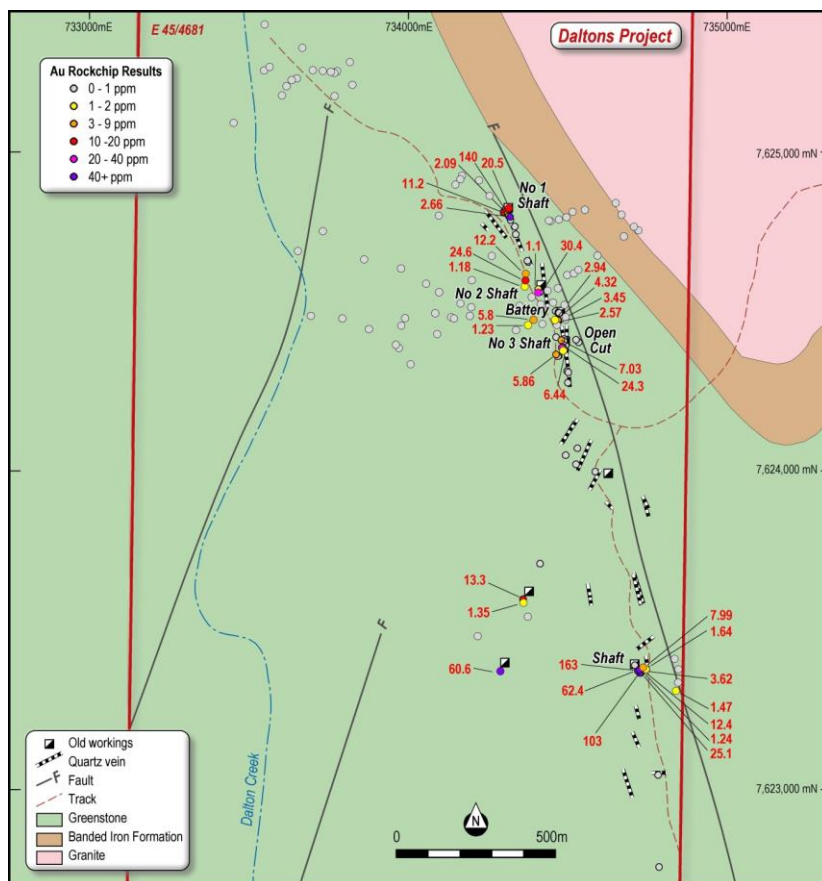 733000mE
734000mE
735000mE
E 45/4681
Daltons Project
Au Rockchip Results
0 - 1 ppm
1 - 2 ppm
3 - 9 ppm
10 -20 ppm
20 - 40 ppm
40+ ppm
F
F
7,625,000 mN
140
2.09
20.5
No 1
Shaft
11.2
2.66
12.2
1.1
30.4
24.6
1.18
2.94
4.32
No 2 Shaft
3.45
5.8
Battery
2.57
1.23
No 3 Shaft
Open
Cut
7.03
5.86
6.44
24.3
7,624,000 mN
13.3
1.35
F
7.99
1.64
Shaft
163
60.6
62.4
3.62
1.47
103
12.4
1.24
25.1
7,623,000 mN
Dalton Creek
Old workings
Quartz vein
F
Fault
Track
Greenstone
Banded Iron Formation
Granite
N
0
500m